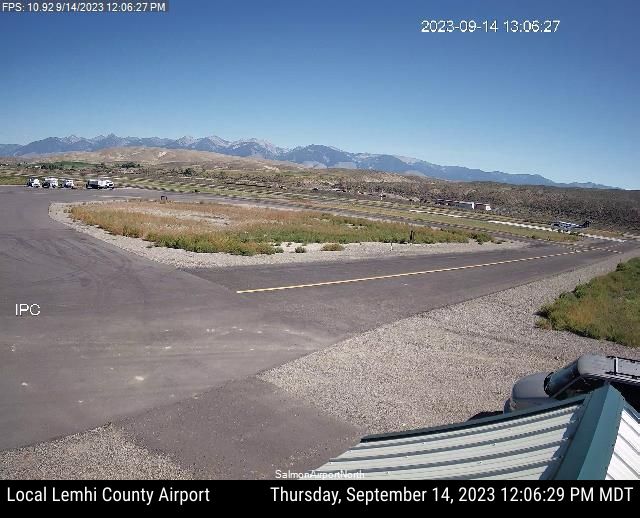 FPS: 10.92 9/14/2023 12:06:27 PM
2023-09-14 13:06:27
IPC
SalmonAirportNorth
Local Lemhi County Airport Thursday, September 14, 2023 12:06:29 PM MDT